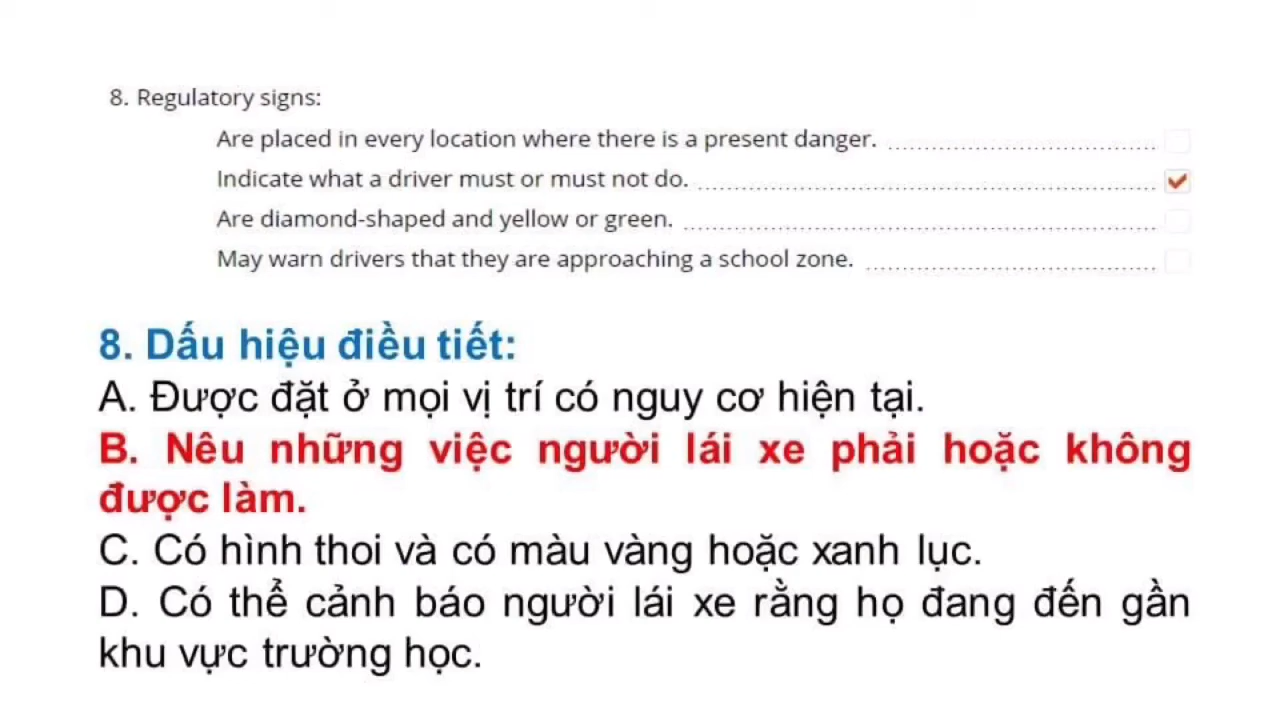 8. Regulatory signs:
Are placed in every location where there is a present danger.
Indicate what a driver must or must not do.
Are diamond-shaped and yellow or green.
May warn drivers that they are approaching a school zone.
8. Dấu hiệu điều tiết:
A. Được đặt ở mọi vị trí có nguy cơ hiện tại.
B. Nêu những việc người lái xe phải hoặc không
được làm.
C. Có hình thoi và có màu vàng hoặc xanh lục.
D. Có thể cảnh báo người lái xe rằng họ đang đến gần
khu vực trường học.